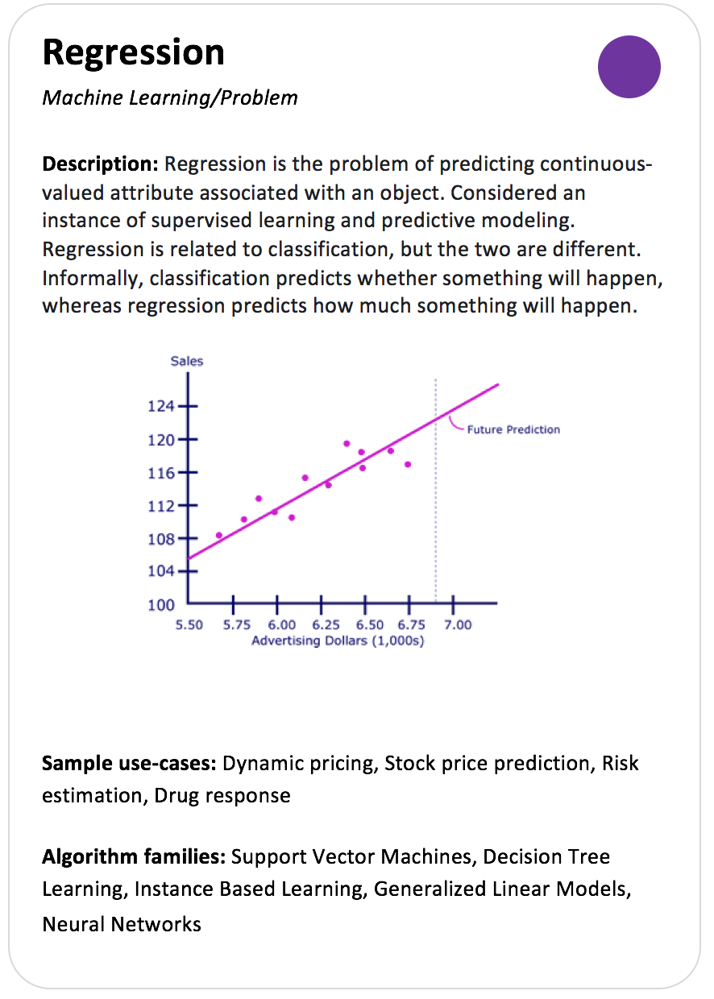 Regression
Machine Learning/Problem
Description: Regression is the problem of predicting continuous-
valued attribute associated with an object. Considered an
instance of supervised learning and predictive modeling.
Regression is related to classification, but the two are different.
Informally, classification predicts whether something will happen,
whereas regression predicts how much something will happen.
Sales
124
120
Future Prediction
116
112
108
104
100
5.50 5.75 6.00 6.25 6.50 6.75 7.00
Advertising Dollars (1,000s)
Sample use-cases: Dynamic pricing, Stock price prediction, Risk
estimation, Drug response
Algorithm families: Support Vector Machines, Decision Tree
Learning, Instance Based Learning, Generalized Linear Models,
Neural Networks